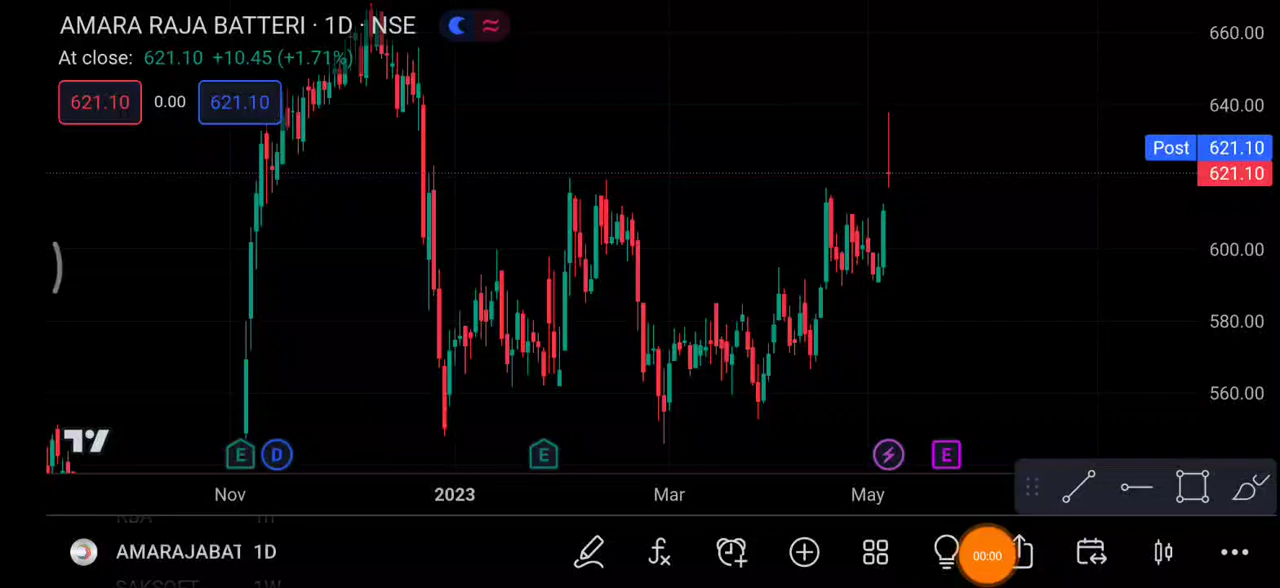 AMARA RAJA BATTERI · 1D · NSE
At close: 621.10 +10.45 (+1.71%)
621.10 0.00 621.10
660.00
640.00
Post 621.10
621.10
600.00
580.00
560.00
E D E E
Nov 2023 Mar May
AMARAJABAT 1D
00:00
SAKSOFT 1W